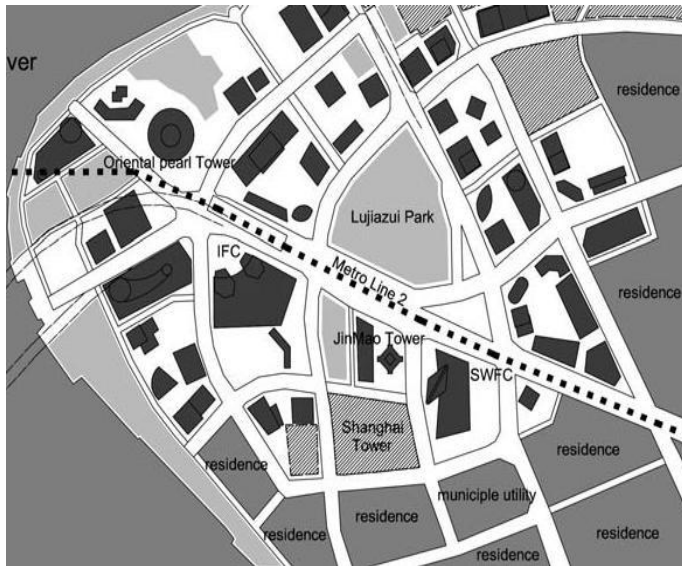 ver
residence
Oriental pearl Tower
Lujiazui Park
IFC
Metro Line 2
residence
JinMao Tower
SWFC
Shanghai
Tower
residence
residence
municiple utility
residence
residence
residence
residence